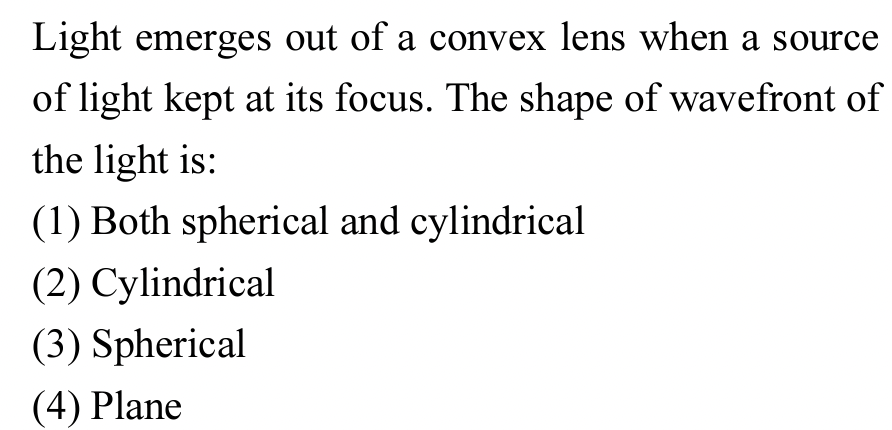 Light emerges out of a convex lens when a source
of light kept at its focus. The shape of wavefront of
the light is:
(1) Both spherical and cylindrical
(2) Cylindrical
(3) Spherical
(4) Plane